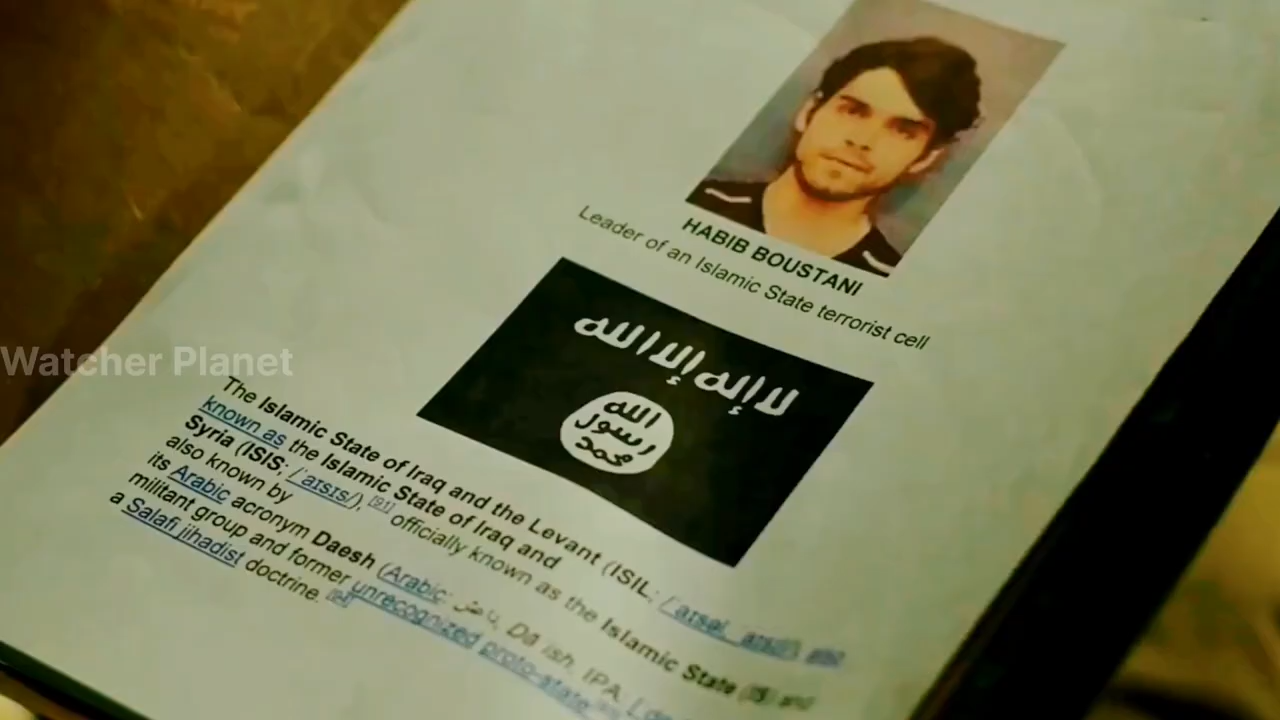 HABIB BOUSTANI
Leader of an Islamic State terrorist cell
لا إله إلا الله
الله
رسول
محمد
Watcher Planet
The Islamic State of Iraq and the Levant (ISIL;
known as the Islamic State of Iraq and
Syria (ISIS; /ˈaɪsɪs/), [91] officially known as the Islamic State (IS) and
also known by
its Arabic acronym Daesh (Arabic: Dāʿish, IPA:
militant group and former unrecognized proto-state
a Salafi jihadist doctrine.